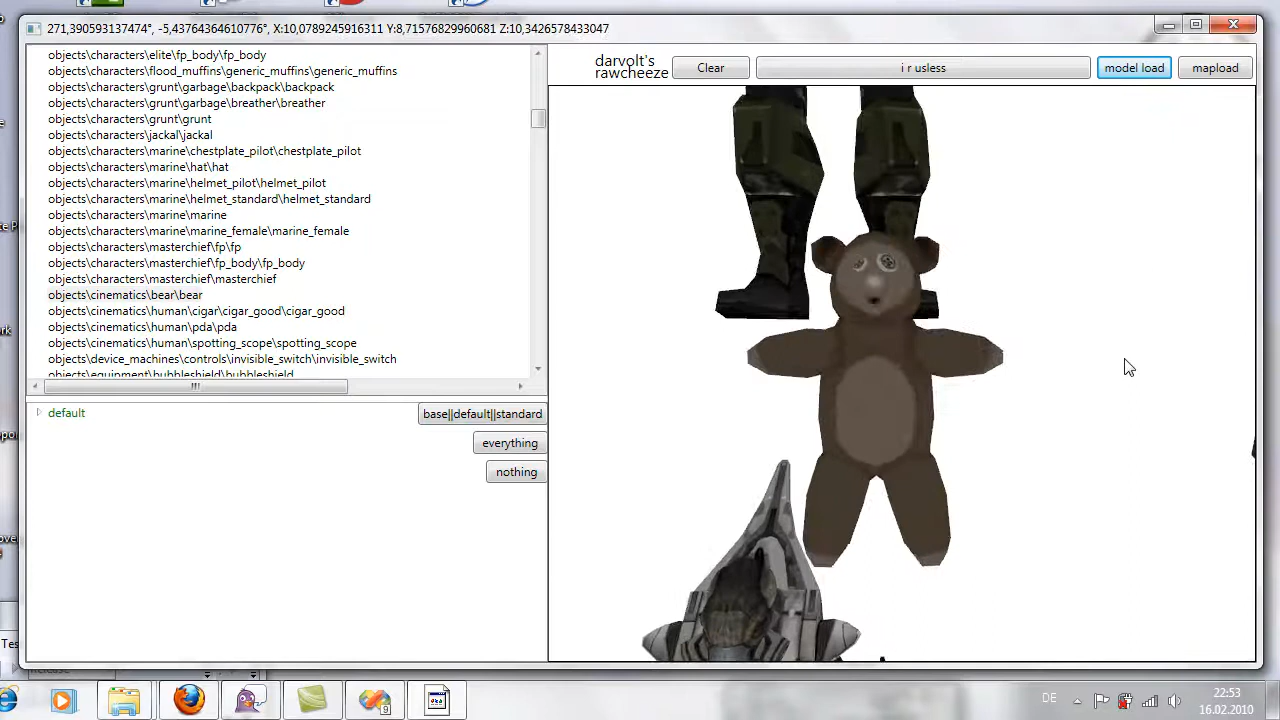 271,390593137474°, -5,43764364610776°, X:10,0789245916311 Y:8,71576829960681 Z:10,3426578433047
objects\characters\elite\fp_body\fp_body
objects\characters\flood_muffins\generic_muffins\generic_muffins
objects\characters\grunt\garbage\backpack\backpack
objects\characters\grunt\garbage\breather\breather
objects\characters\grunt\grunt
objects\characters\jackal\jackal
objects\characters\marine\chestplate_pilot\chestplate_pilot
objects\characters\marine\hat\hat
objects\characters\marine\helmet_pilot\helmet_pilot
objects\characters\marine\helmet_standard\helmet_standard
objects\characters\marine\marine
objects\characters\marine\marine_female\marine_female
objects\characters\masterchief\fp\fp
objects\characters\masterchief\fp_body\fp_body
objects\characters\masterchief\masterchief
objects\cinematics\bear\bear
objects\cinematics\human\cigar\cigar_good\cigar_good
objects\cinematics\human\pda\pda
objects\cinematics\human\spotting_scope\spotting_scope
objects\device_machines\controls\invisible_switch\invisible_switch
objects\equipment\bubbleshield\bubbleshield
darvolt's
rawcheeze
Clear
i r usless
model load
mapload
default
base||default||standard
everything
nothing
DE
22:53
16.02.2010